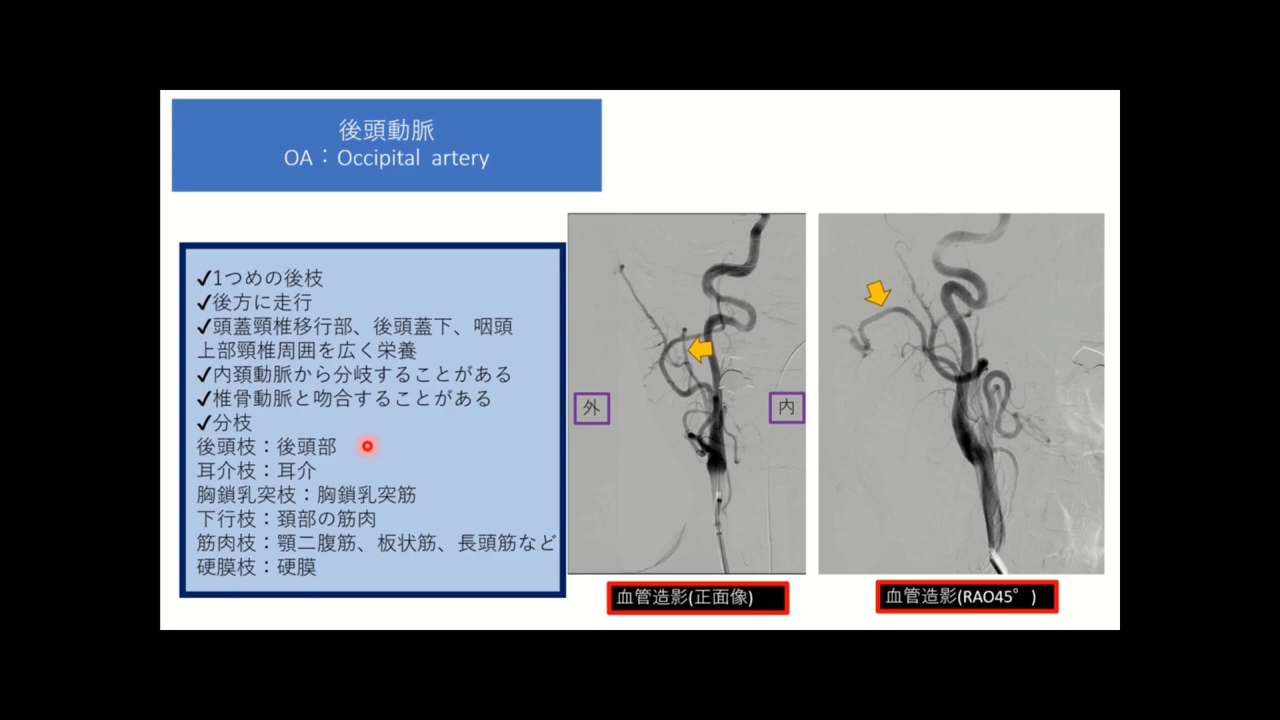 後頭動脈
OA：Occipital artery
✓1つめの後枝
✓後方に走行
✓頭蓋頸椎移行部、後頭蓋下、咽頭
上部頸椎周囲を広く栄養
✓内頚動脈から分岐することがある
✓椎骨動脈と吻合することがある
✓分枝
後頭枝：後頭部
耳介枝：耳介
胸鎖乳突枝：胸鎖乳突筋
下行枝：頚部の筋肉
筋肉枝：顎二腹筋、板状筋、長頭筋など
硬膜枝：硬膜
外
内
血管造影(正面像)
血管造影(RAO45°)